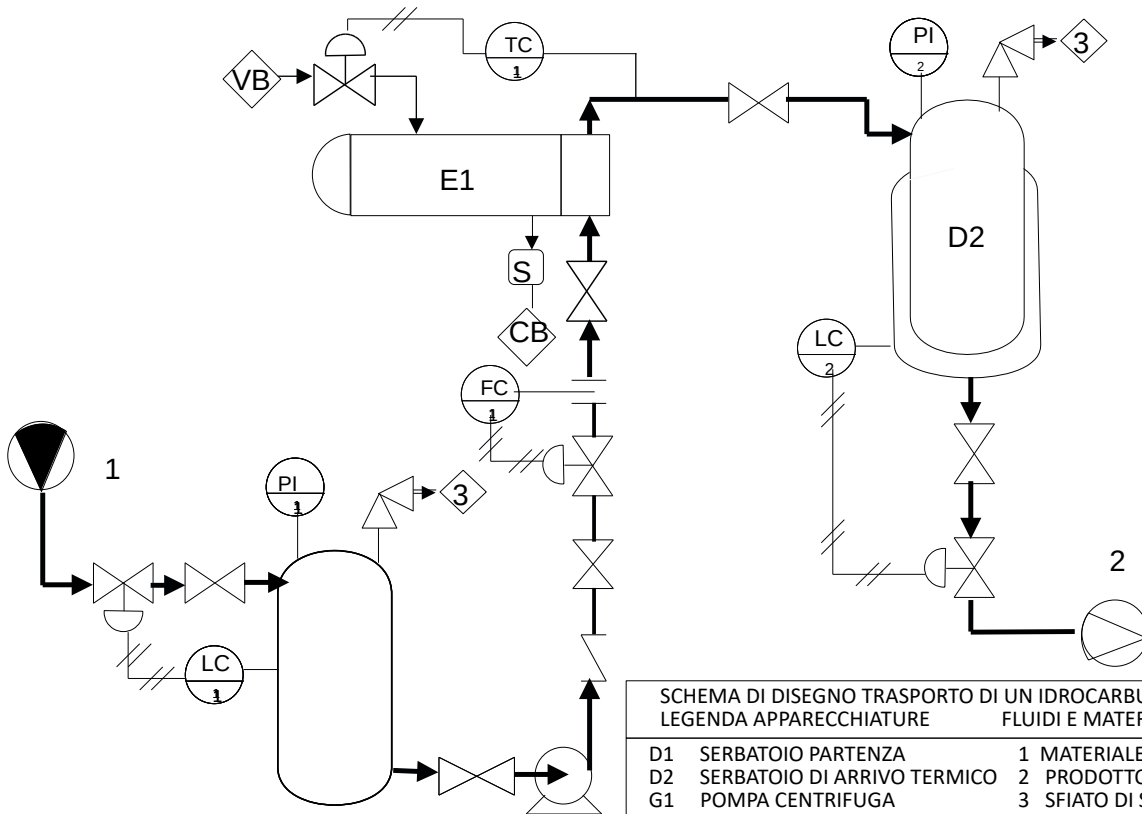 TC
1
PI
2
3
VB
E1
D2
S
CB
LC
2
FC
1
1
PI
1
3
2
LC
1
SCHEMA DI DISEGNO TRASPORTO DI UN IDROCARBU
LEGENDA APPARECCHIATURE FLUIDI E MATER
D1 SERBATOIO PARTENZA 1 MATERIALE
D2 SERBATOIO DI ARRIVO TERMICO 2 PRODOTTO
G1 POMPA CENTRIFUGA 3 SFIATO DI S